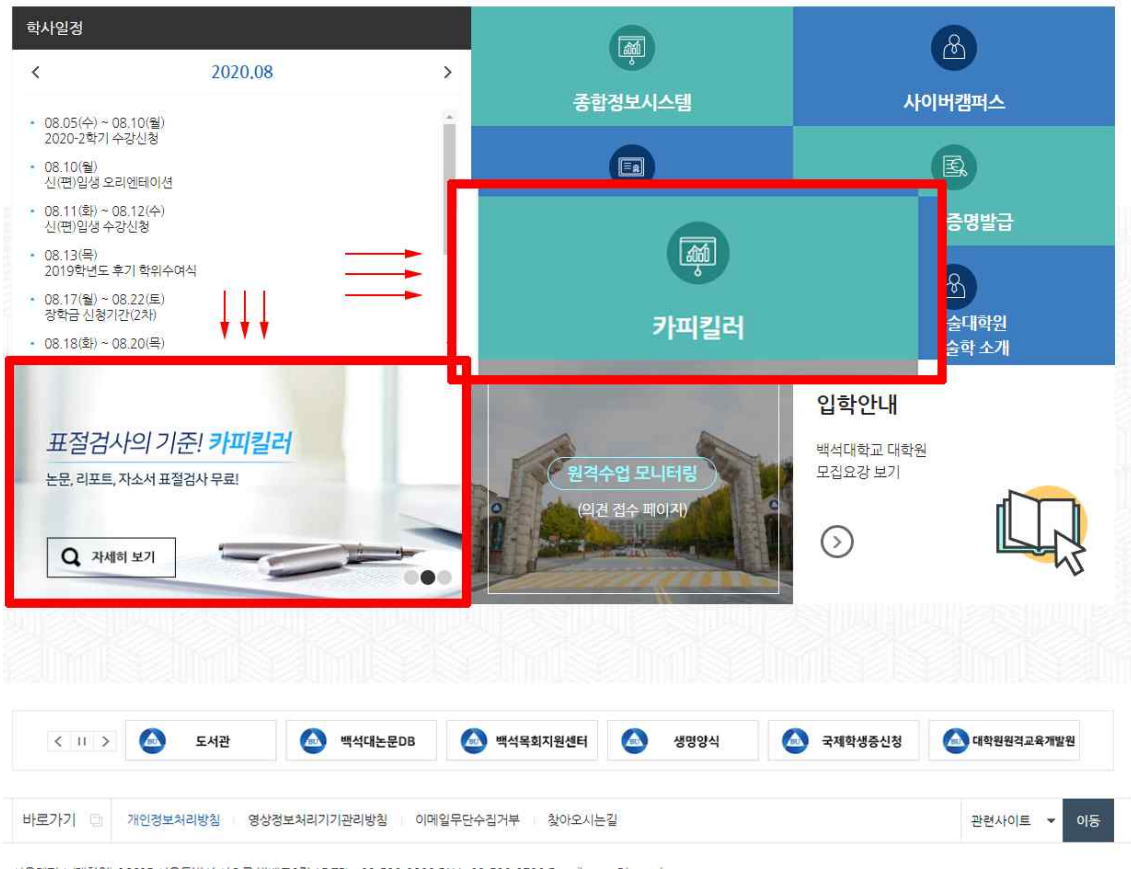 학사일정
2020.08
08.05(수) ~ 08.10(월)
2020-2학기 수강신청
08.10(월)
신(편)입생 오리엔테이션
08.11(화) ~ 08.12(수)
신(편)입생 수강신청
08.13(목)
2019학년도 후기 학위수여식
08.17(월) ~ 08.22(토)
장학금 신청기간(2차)
08.18(화) ~ 08.20(목)
종합정보시스템
사이버캠퍼스
증명발급
카피킬러
술대학원
술학 소개
표절검사의 기준! 카피킬러
논문, 리포트, 자소서 표절검사 무료!
자세히 보기
원격수업 모니터링
(의견 접수 페이지)
입학안내
백석대학교 대학원
모집요강 보기
도서관
백석대논문DB
백석목회지원센터
생명양식
국제학생증신청
대학원원격교육개발원
바로가기
개인정보처리방침
영상정보처리기기관리방침
이메일무단수집거부
찾아오시는길
관련사이트
이동